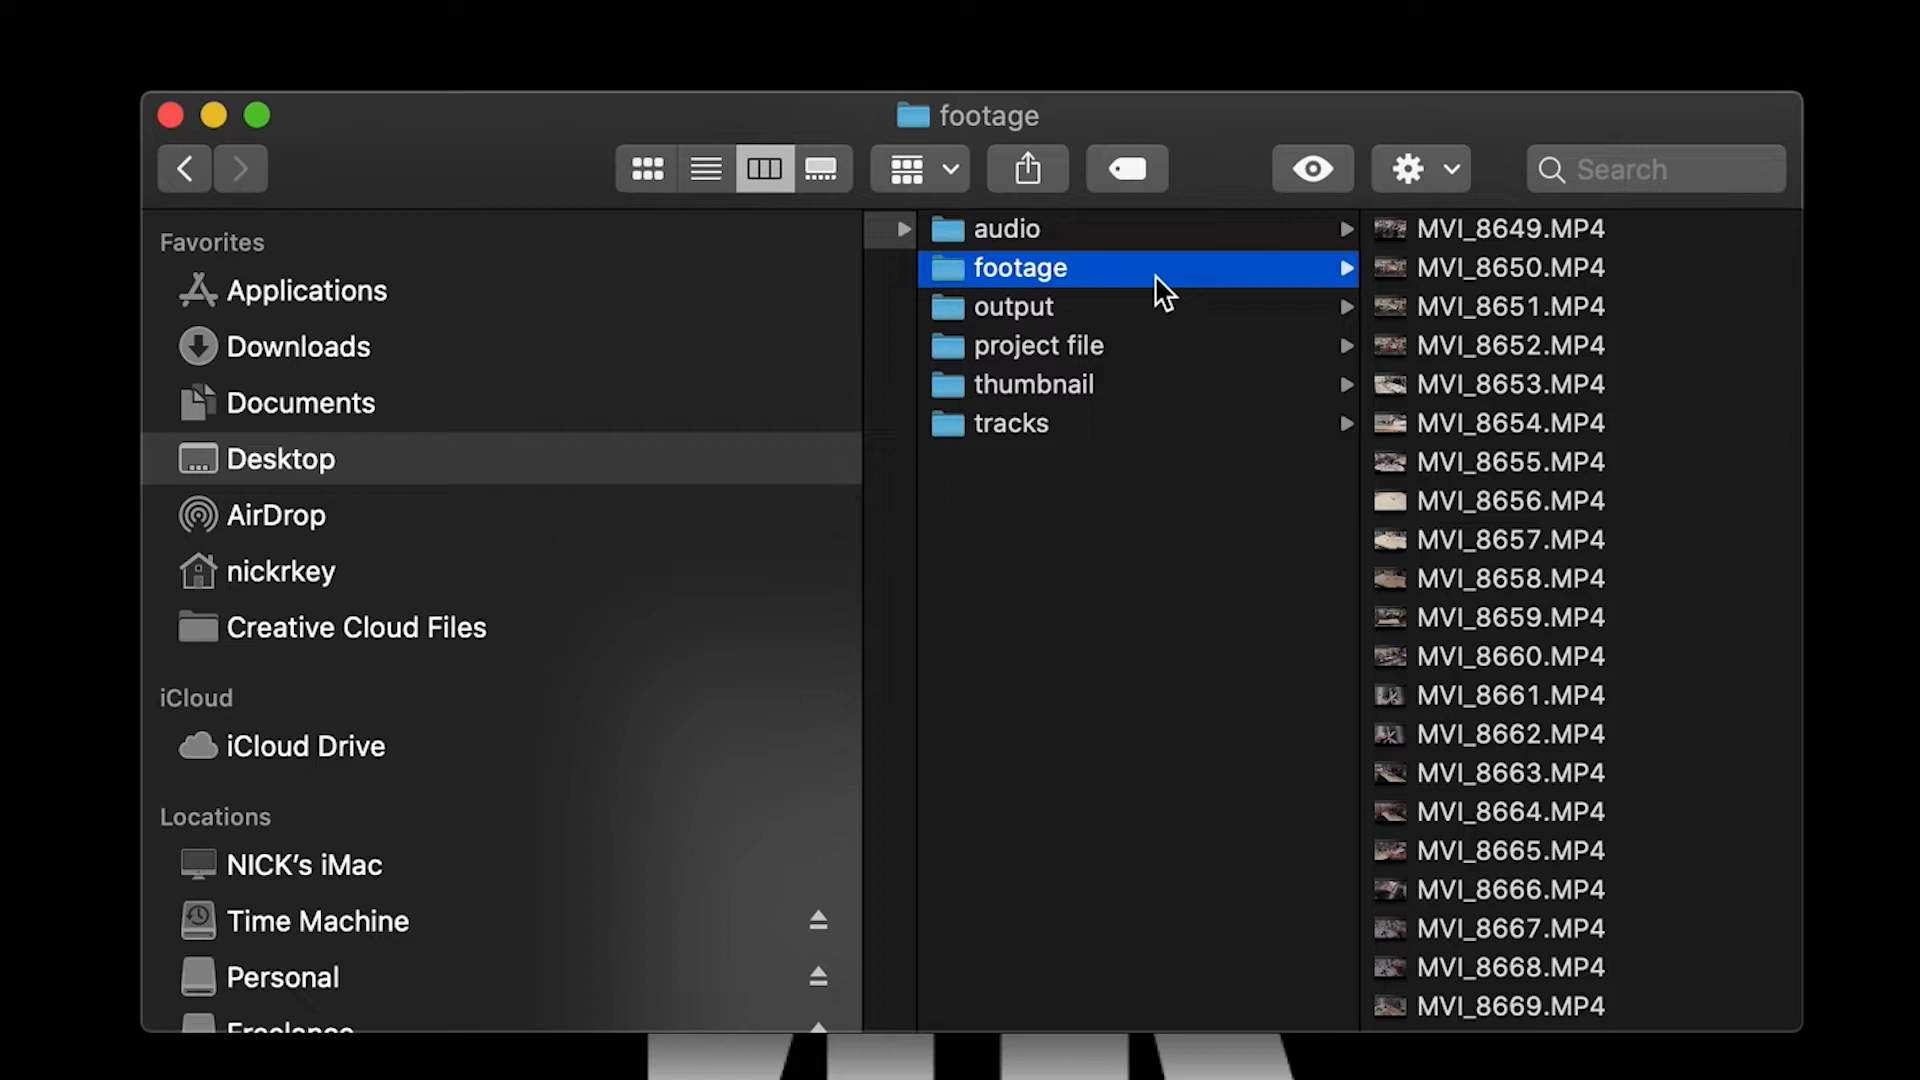 footage
Search
Favorites
Applications
Downloads
Documents
Desktop
AirDrop
nickrkey
Creative Cloud Files
iCloud
iCloud Drive
Locations
NICK's iMac
Time Machine
Personal
Freelance
audio
footage
output
project file
thumbnail
tracks
MVI_8649.MP4
MVI_8650.MP4
MVI_8651.MP4
MVI_8652.MP4
MVI_8653.MP4
MVI_8654.MP4
MVI_8655.MP4
MVI_8656.MP4
MVI_8657.MP4
MVI_8658.MP4
MVI_8659.MP4
MVI_8660.MP4
MVI_8661.MP4
MVI_8662.MP4
MVI_8663.MP4
MVI_8664.MP4
MVI_8665.MP4
MVI_8666.MP4
MVI_8667.MP4
MVI_8668.MP4
MVI_8669.MP4